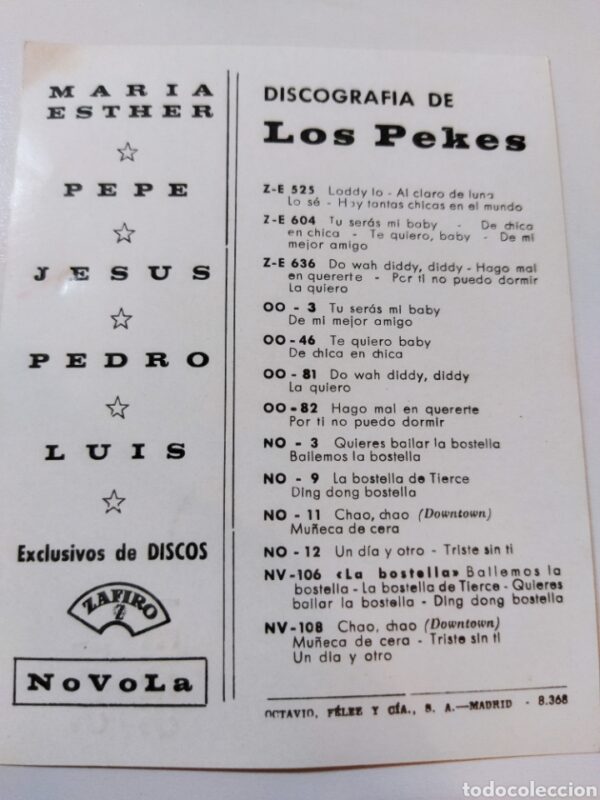 MARIA
ESTHER
PEPE
JESUS
PEDRO
LUIS
Exclusivos de DISCOS
ZAFIRO
Z
NoVoLa
DISCOGRAFIA DE
Los Pekes
Z-E 525 Loddy lo - Al claro de luna
Lo sé - Hay tantas chicas en el mundo
Z-E 604 Tu serás mi baby - De chica
en chica - Te quiero, baby - De mi
mejor amigo
Z-E 636 Do wah diddy, diddy - Hago mal
en quererte - Por ti no puedo dormir
La quiero
OO - 3 Tu serás mi baby
De mi mejor amigo
OO - 46 Te quiero baby
De chica en chica
OO - 81 Do wah diddy, diddy
La quiero
OO - 82 Hago mal en quererte
Por ti no puedo dormir
NO - 3 Quieres bailar la bostella
Bailemos la bostella
NO - 9 La bostella de Tierce
Ding dong bostella
NO - 11 Chao, chao (Downtown)
Muñeca de cera
NO - 12 Un día y otro - Triste sin ti
NV-106 «La bostella» Bailemos la
bostella - La bostella de Tierce - Quieres
bailar la bostella - Ding dong bostella
NV-108 Chao, chao (Downtown)
Muñeca de cera - Triste sin ti
Un dia y otro
OCTAVIO, FÉLEZ Y CÍA., S. A.—MADRID - 8.368
todocoleccion